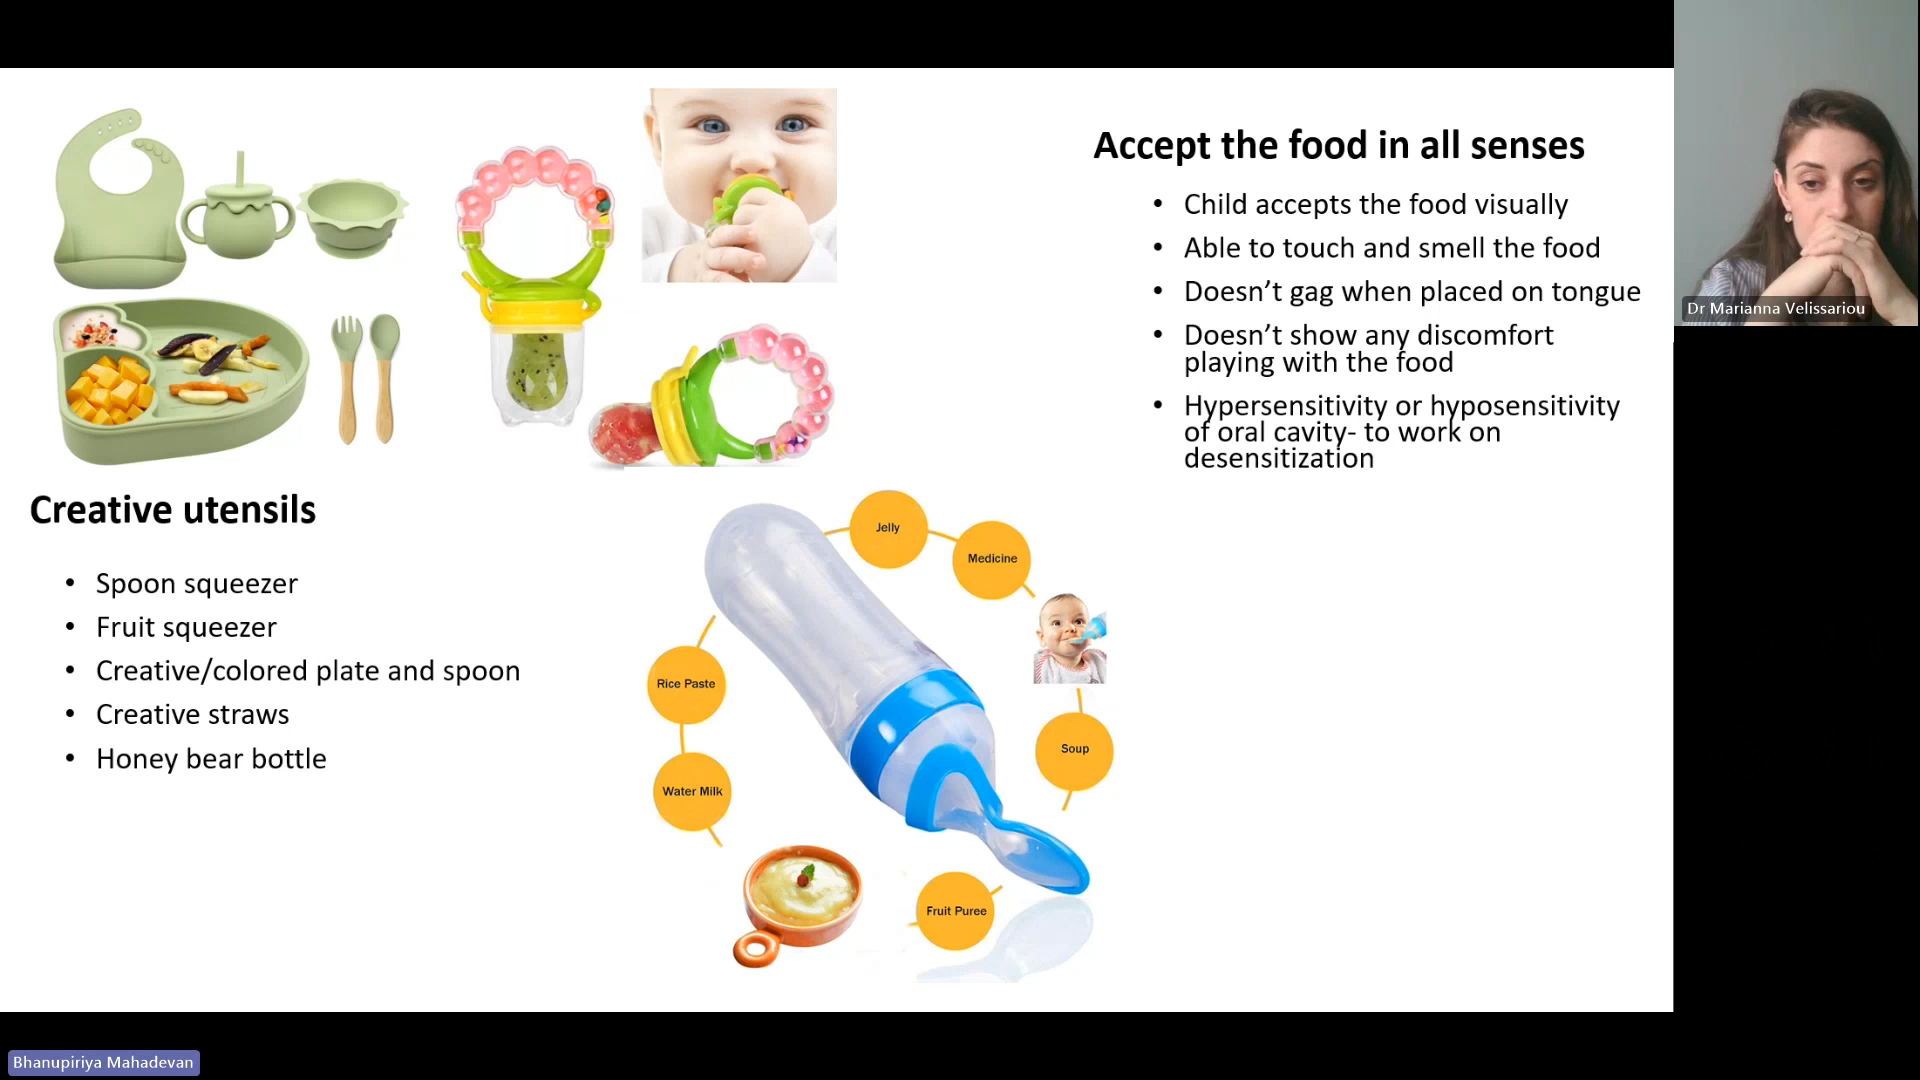 Accept the food in all senses
• Child accepts the food visually
• Able to touch and smell the food
• Doesn’t gag when placed on tongue
• Doesn’t show any discomfort
playing with the food
• Hypersensitivity or hyposensitivity
of oral cavity- to work on
desensitization
Dr Marianna Velissariou
Creative utensils
• Spoon squeezer
• Fruit squeezer
• Creative/colored plate and spoon
• Creative straws
• Honey bear bottle
Jelly
Medicine
Rice Paste
Soup
Water Milk
Fruit Puree
Bhanupiriya Mahadevan